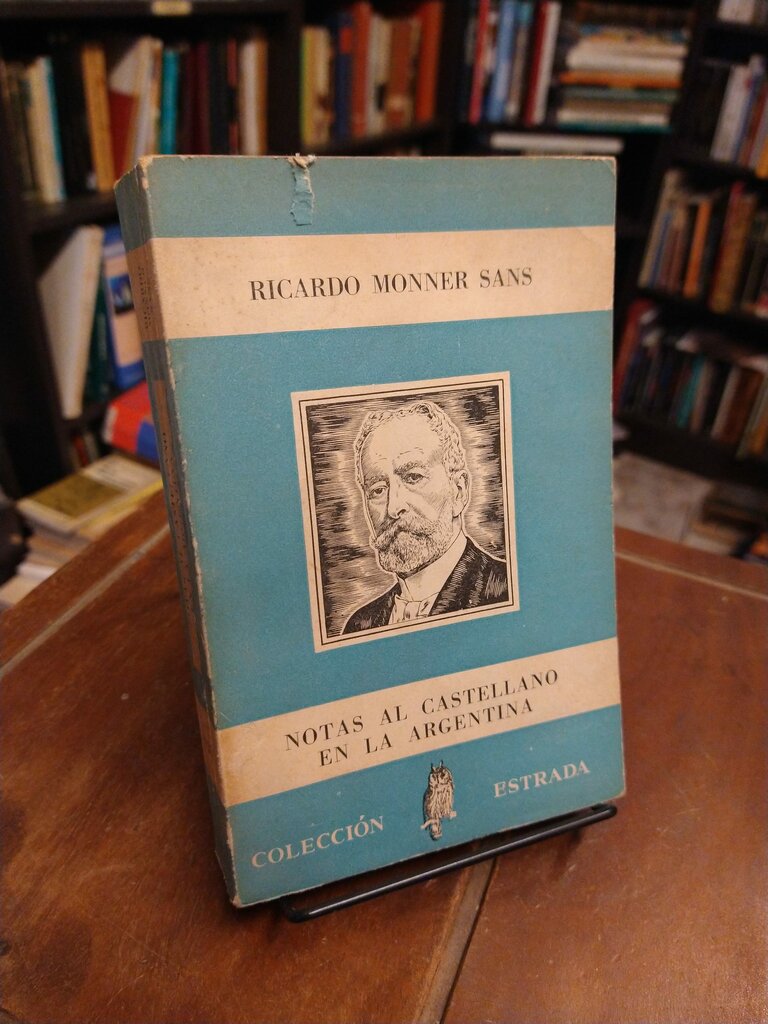 RICARDO MONNER SANS
NOTAS AL CASTELLANO
EN LA ARGENTINA
COLECCIÓN ESTRADA